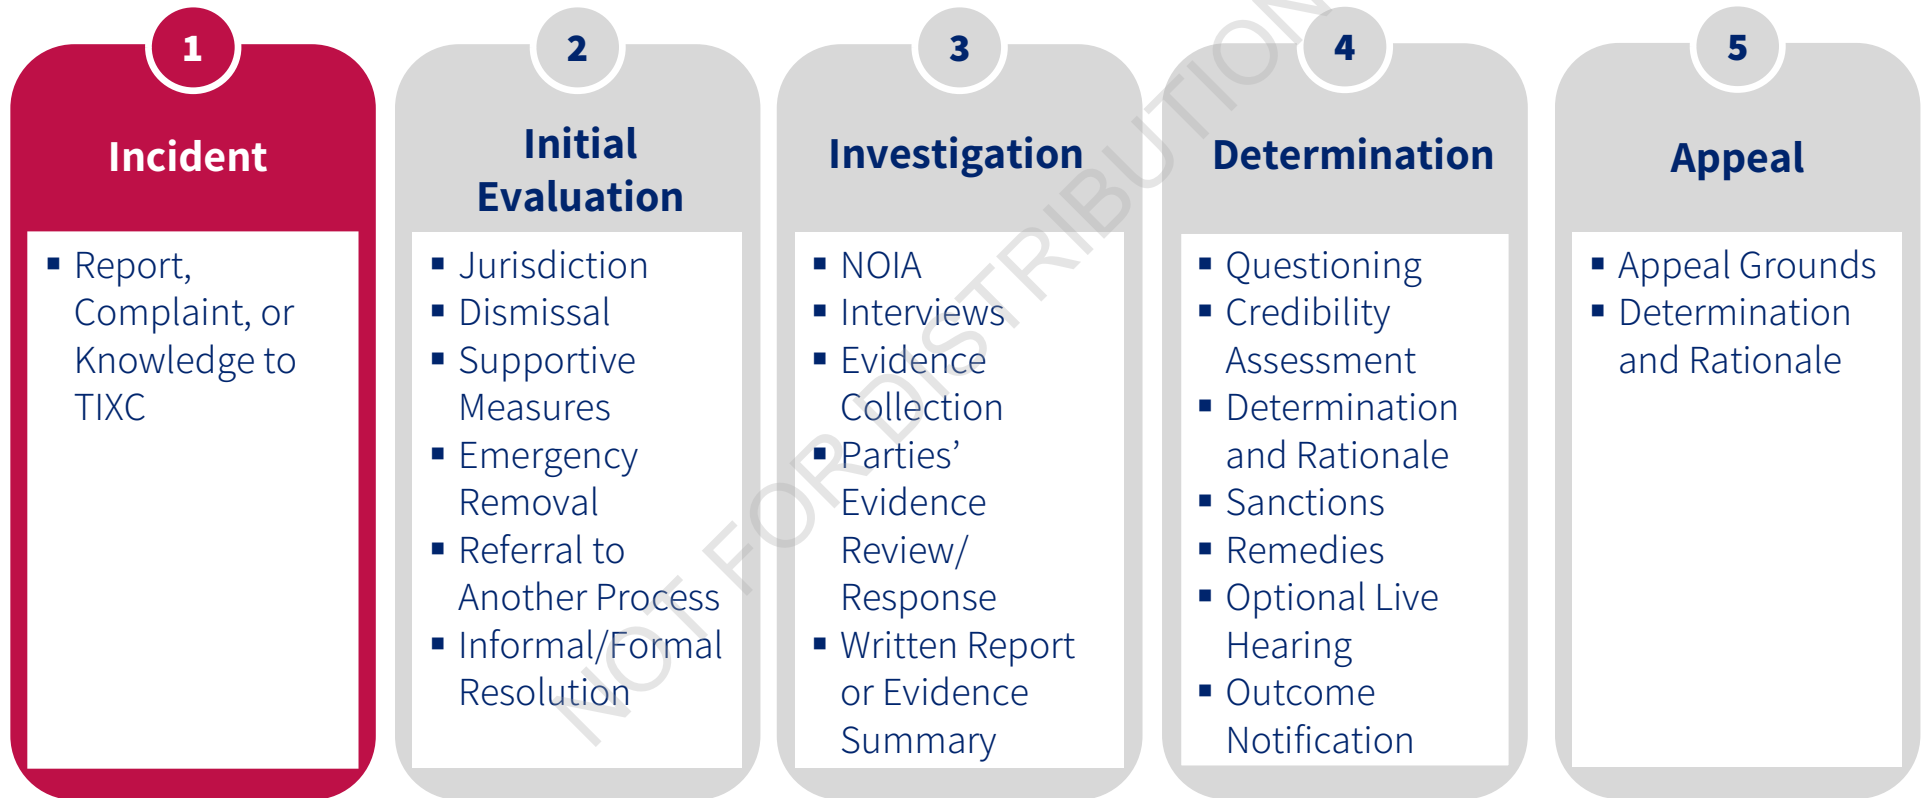 1
Incident
▪ Report,
Complaint, or
Knowledge to
TIXC
2
Initial
Evaluation
▪ Jurisdiction
▪ Dismissal
▪ Supportive
Measures
▪ Emergency
Removal
▪ Referral to
Another Process
▪ Informal/Formal
Resolution
3
Investigation
▪ NOIA
▪ Interviews
▪ Evidence
Collection
▪ Parties’
Evidence
Review/
Response
▪ Written Report
or Evidence
Summary
4
Determination
▪ Questioning
▪ Credibility
Assessment
▪ Determination
and Rationale
▪ Sanctions
▪ Remedies
▪ Optional Live
Hearing
▪ Outcome
Notification
5
Appeal
▪ Appeal Grounds
▪ Determination
and Rationale
NOT FOR DISTRIBUTION